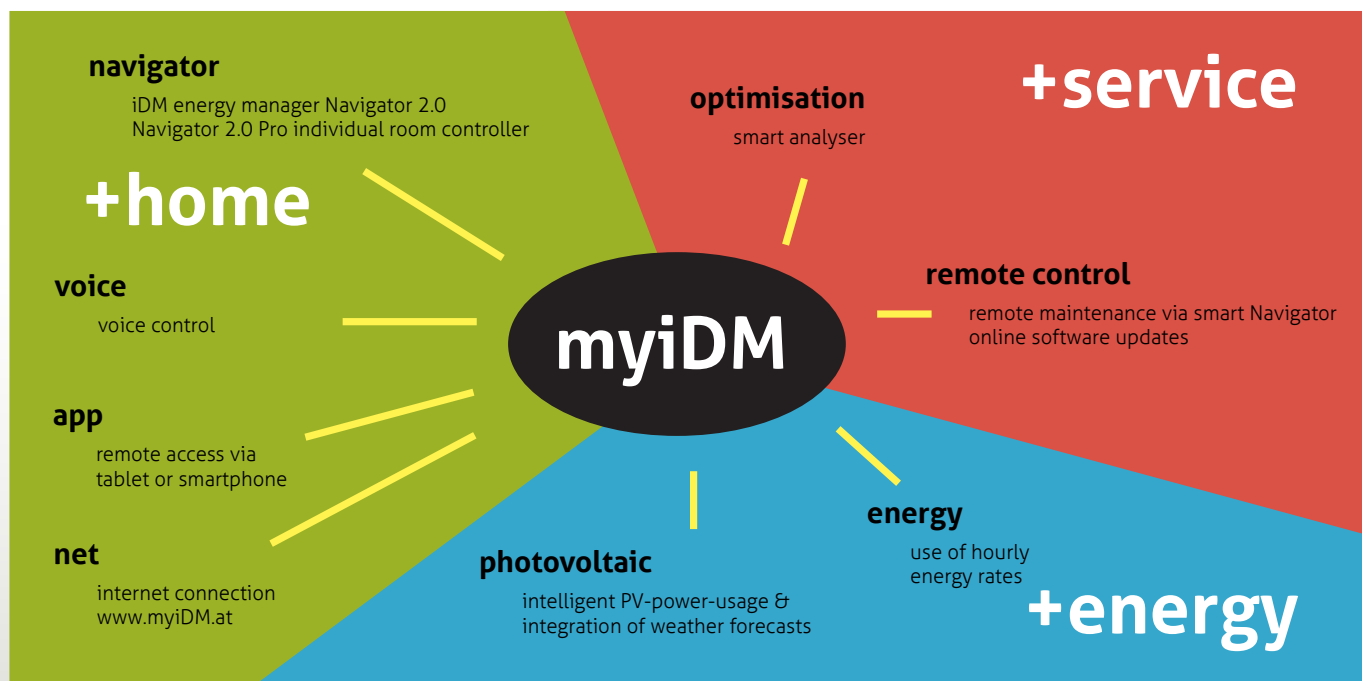 navigator
iDM energy manager Navigator 2.0
Navigator 2.0 Pro individual room controller
+home
voice
voice control
app
remote access via
tablet or smartphone
net
internet connection
www.myiDM.at
myiDM
optimisation
smart analyser
+service
remote control
remote maintenance via smart Navigator
online software updates
photovoltaic
intelligent PV-power-usage &
integration of weather forecasts
energy
use of hourly
energy rates
+energy